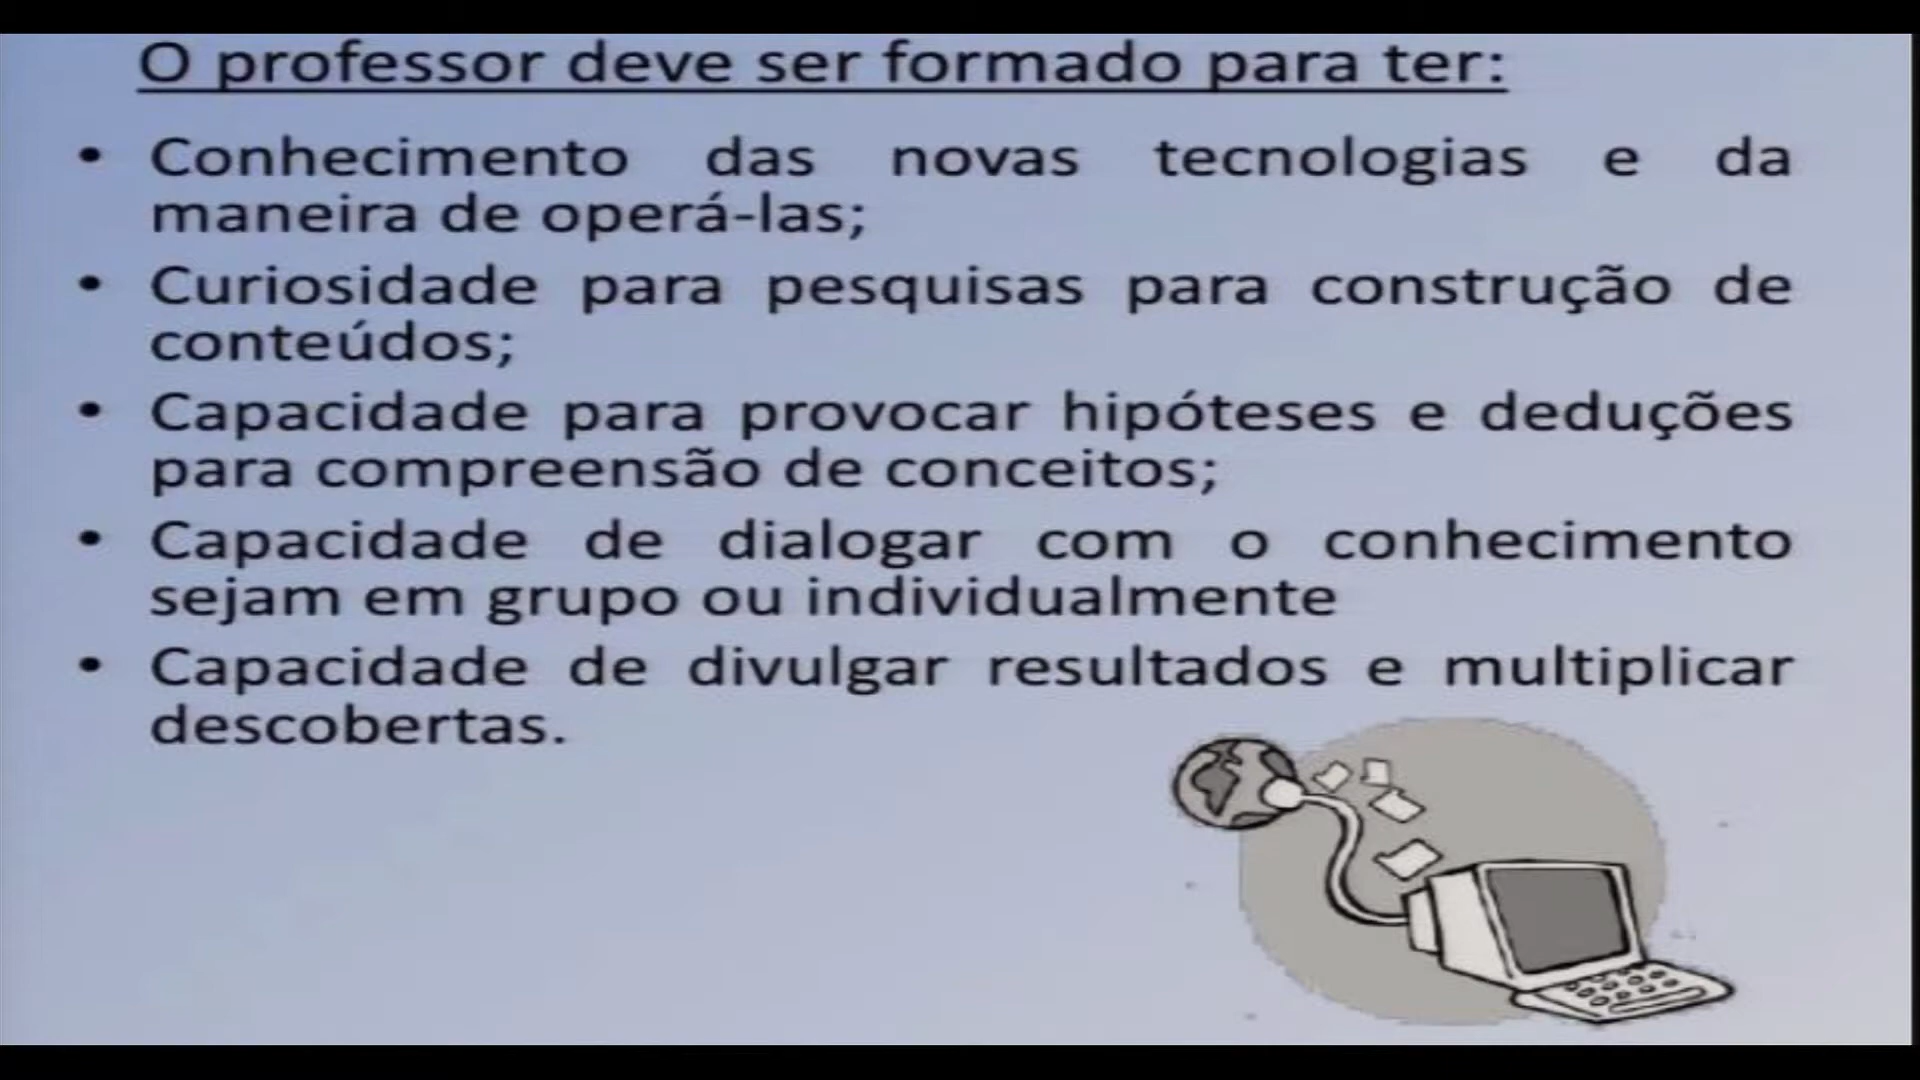 O professor deve ser formado para ter:
• Conhecimento das novas tecnologias e da
maneira de operá-las;
• Curiosidade para pesquisas para construção de
conteúdos;
• Capacidade para provocar hipóteses e deduções
para compreensão de conceitos;
• Capacidade de dialogar com o conhecimento
sejam em grupo ou individualmente
• Capacidade de divulgar resultados e multiplicar
descobertas.